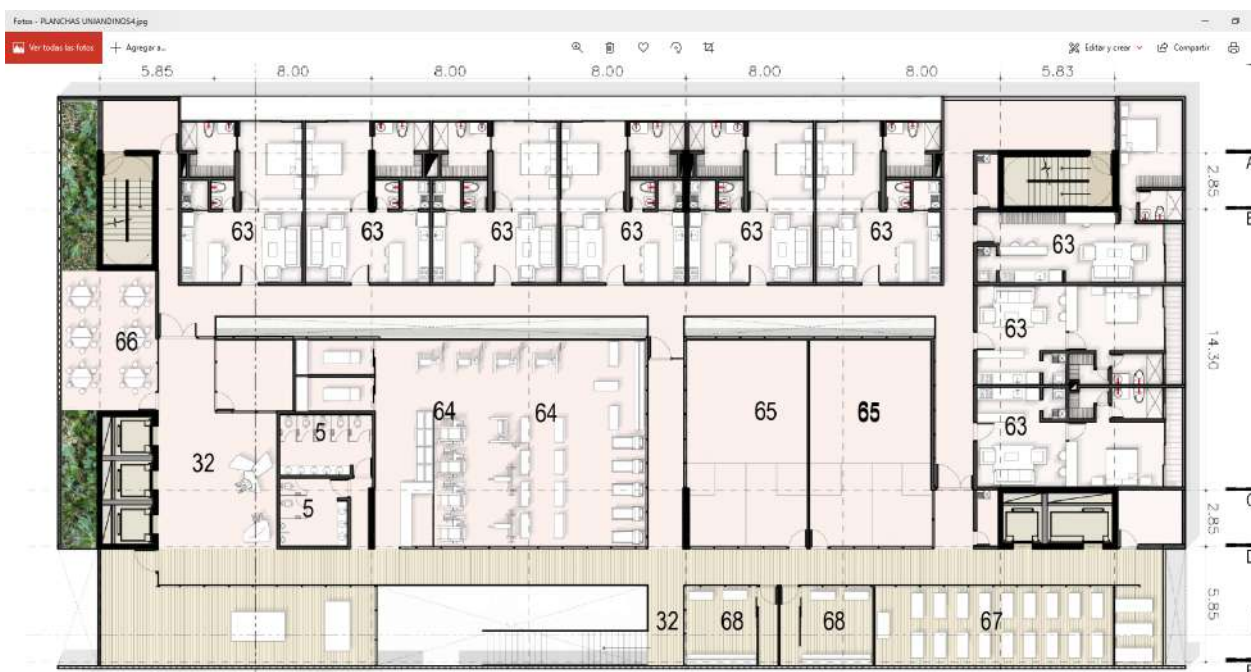 Fotos - PLANCHAS UNIANDINOS4.jpg
Ver todas las fotos
Agregar a...
Editar y crear
Compartir
5.85 8.00 8.00 8.00 8.00 8.00 5.83
A
2.85
63 63 63 63 63 63
63
66
63
14.30
64 64 65 65
5
63
32
5
2.85
5.85
32 68 68 67